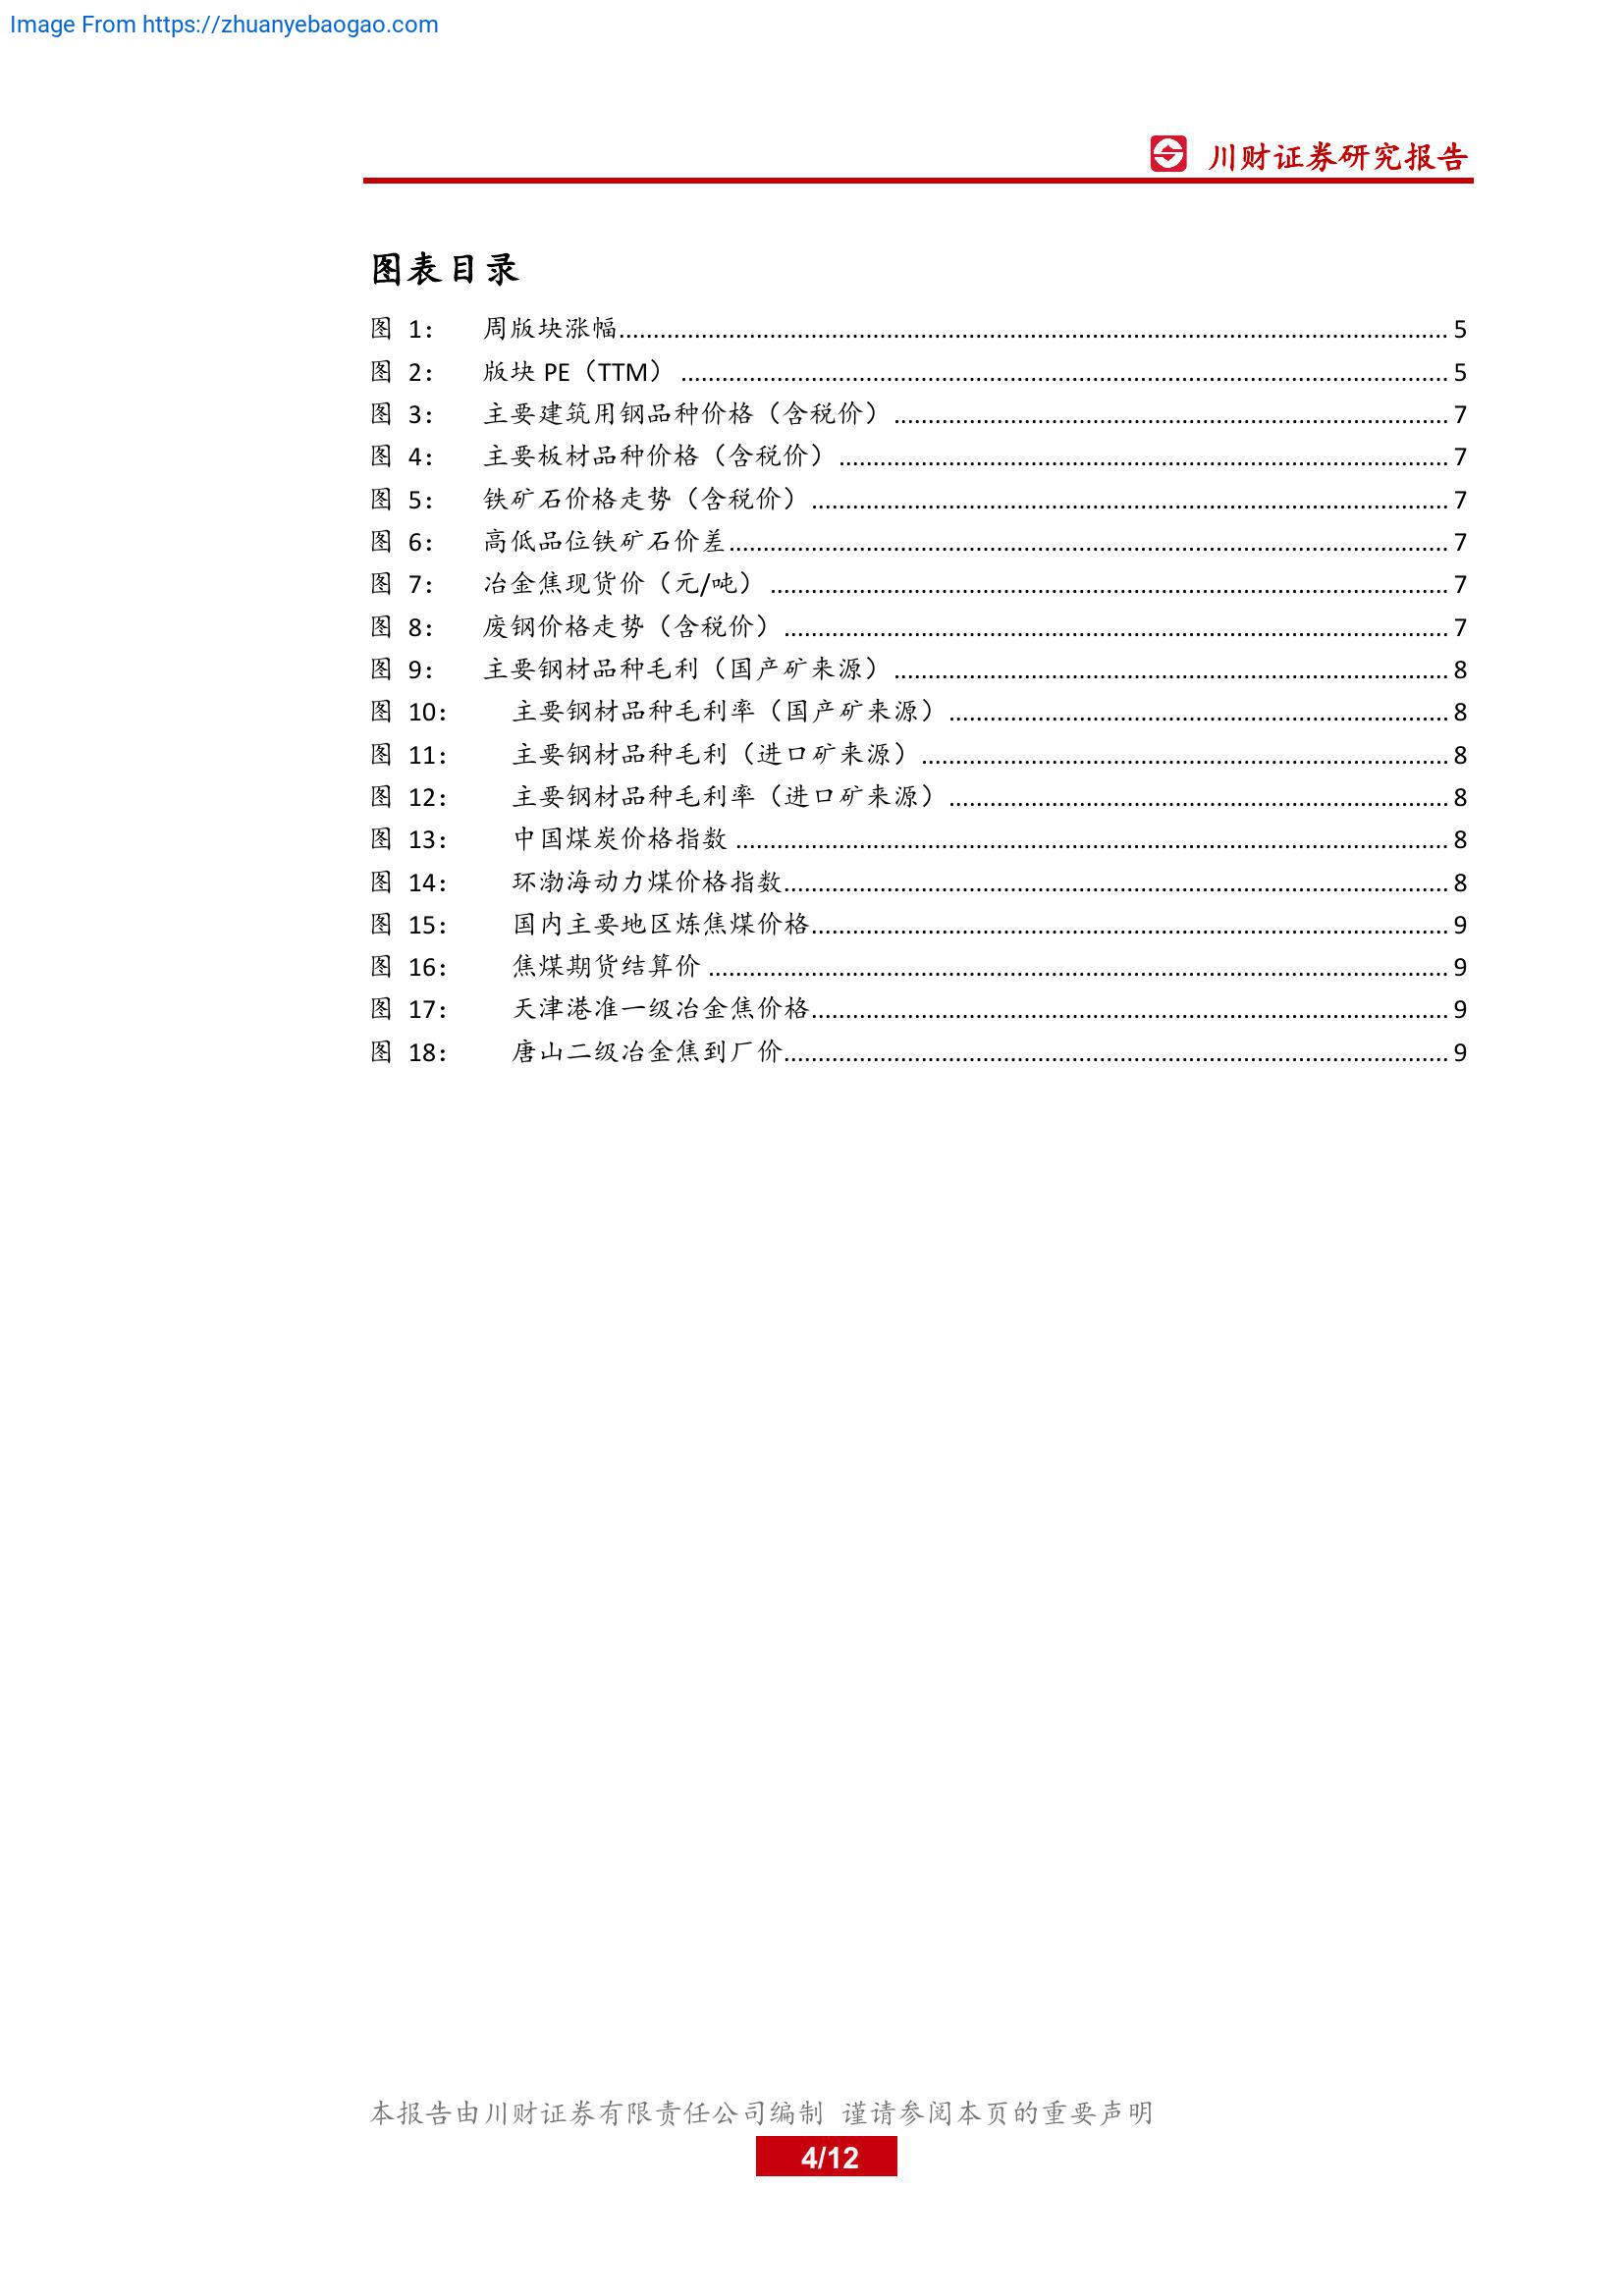 Image From https://zhuanyebaogao.com
川财证券研究报告
图表目录
图 1： 周版块涨幅 5
图 2： 版块 PE（TTM） 5
图 3： 主要建筑用钢品种价格（含税价） 7
图 4： 主要板材品种价格（含税价） 7
图 5： 铁矿石价格走势（含税价） 7
图 6： 高低品位铁矿石价差 7
图 7： 冶金焦现货价（元/吨） 7
图 8： 废钢价格走势（含税价） 7
图 9： 主要钢材品种毛利（国产矿来源） 8
图 10： 主要钢材品种毛利率（国产矿来源） 8
图 11： 主要钢材品种毛利（进口矿来源） 8
图 12： 主要钢材品种毛利率（进口矿来源） 8
图 13： 中国煤炭价格指数 8
图 14： 环渤海动力煤价格指数 8
图 15： 国内主要地区炼焦煤价格 9
图 16： 焦煤期货结算价 9
图 17： 天津港准一级冶金焦价格 9
图 18： 唐山二级冶金焦到厂价 9
本报告由川财证券有限责任公司编制 谨请参阅本页的重要声明
4/12